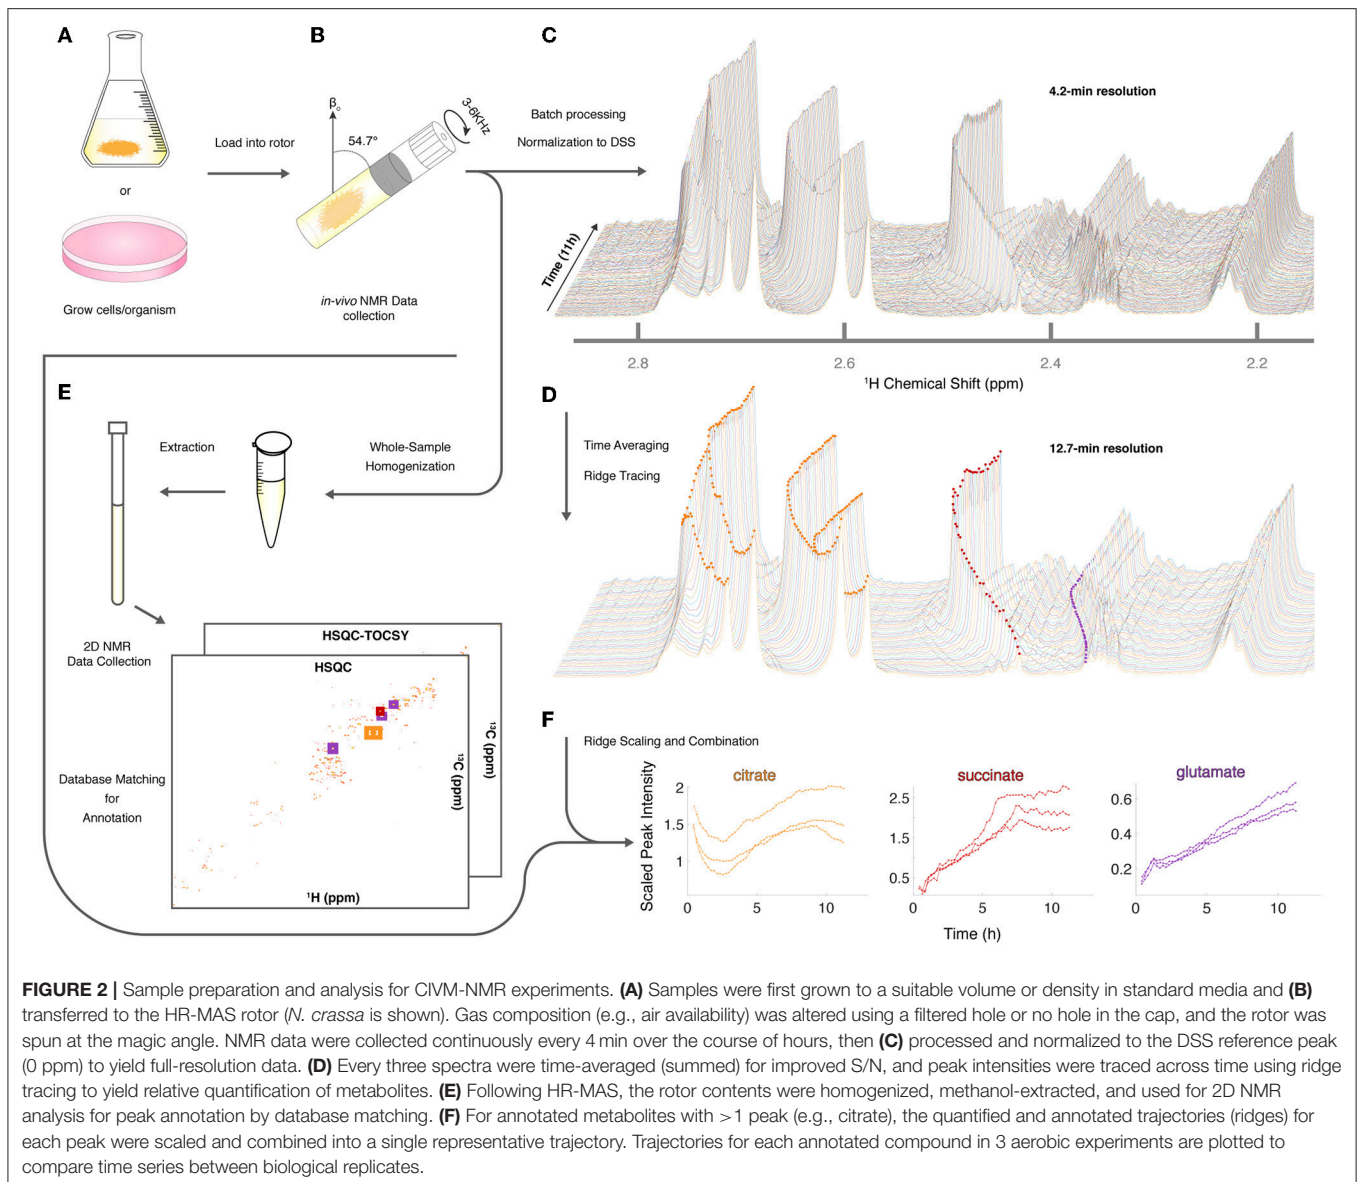 A
B
C
βo
54.7°
3-6KHz
Load into rotor
or
Grow cells/organism
in-vivo NMR Data
collection
Batch processing
Normalization to DSS
4.2-min resolution
Time (11h)
2.8
2.6
2.4
2.2
¹H Chemical Shift (ppm)
D
Time Averaging
Ridge Tracing
12.7-min resolution
E
Extraction
Whole-Sample
Homogenization
2D NMR
Data Collection
HSQC-TOCSY
HSQC
¹³C (ppm)
¹³C (ppm)
¹H (ppm)
Database Matching
for
Annotation
F
Ridge Scaling and Combination
Scaled Peak Intensity
citrate
2
1.5
1
0
5
10
succinate
2.5
1.5
0.5
0
5
10
glutamate
0.6
0.4
0.2
0
5
10
Time (h)
FIGURE 2 | Sample preparation and analysis for CIVM-NMR experiments. (A) Samples were first grown to a suitable volume or density in standard media and (B)
transferred to the HR-MAS rotor (N. crassa is shown). Gas composition (e.g., air availability) was altered using a filtered hole or no hole in the cap, and the rotor was
spun at the magic angle. NMR data were collected continuously every 4 min over the course of hours, then (C) processed and normalized to the DSS reference peak
(0 ppm) to yield full-resolution data. (D) Every three spectra were time-averaged (summed) for improved S/N, and peak intensities were traced across time using ridge
tracing to yield relative quantification of metabolites. (E) Following HR-MAS, the rotor contents were homogenized, methanol-extracted, and used for 2D NMR
analysis for peak annotation by database matching. (F) For annotated metabolites with >1 peak (e.g., citrate), the quantified and annotated trajectories (ridges) for
each peak were scaled and combined into a single representative trajectory. Trajectories for each annotated compound in 3 aerobic experiments are plotted to
compare time series between biological replicates.